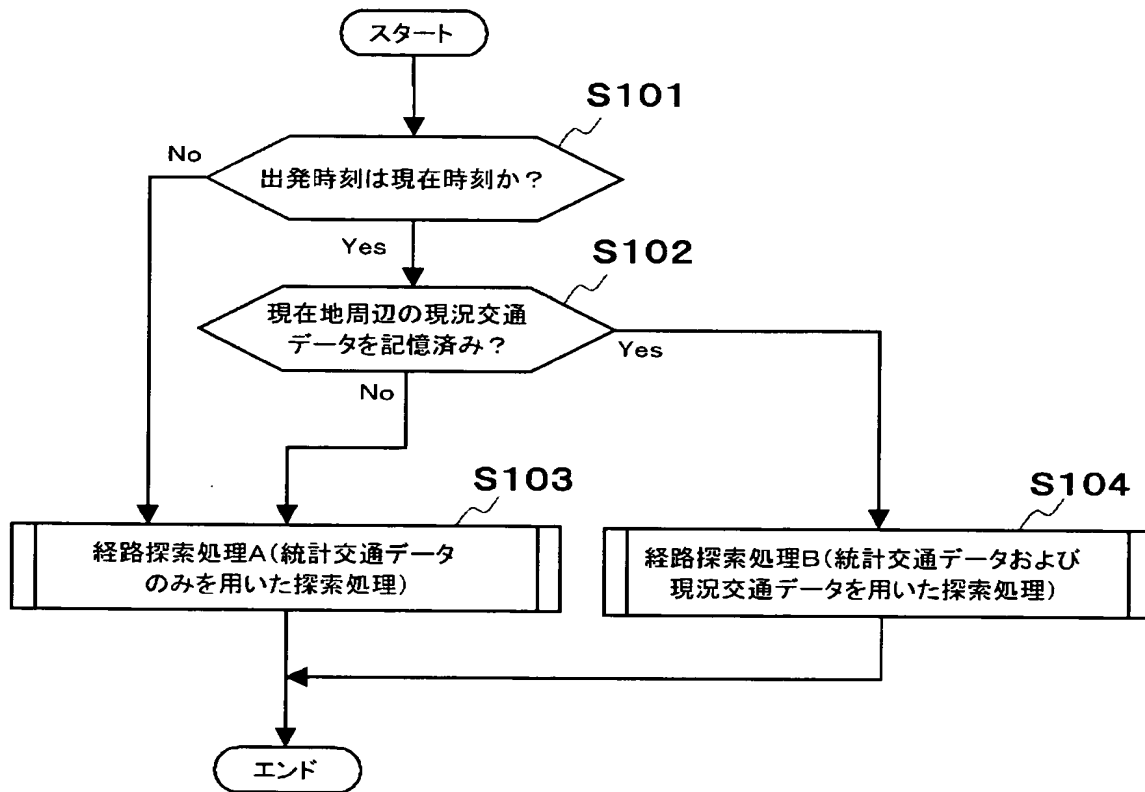 スタート
S101
No
出発時刻は現在時刻か？
Yes
S102
現在地周辺の現況交通
データを記憶済み？
Yes
No
S103
S104
経路探索処理A(統計交通データ
のみを用いた探索処理)
経路探索処理B(統計交通データおよび
現況交通データを用いた探索処理)
エンド